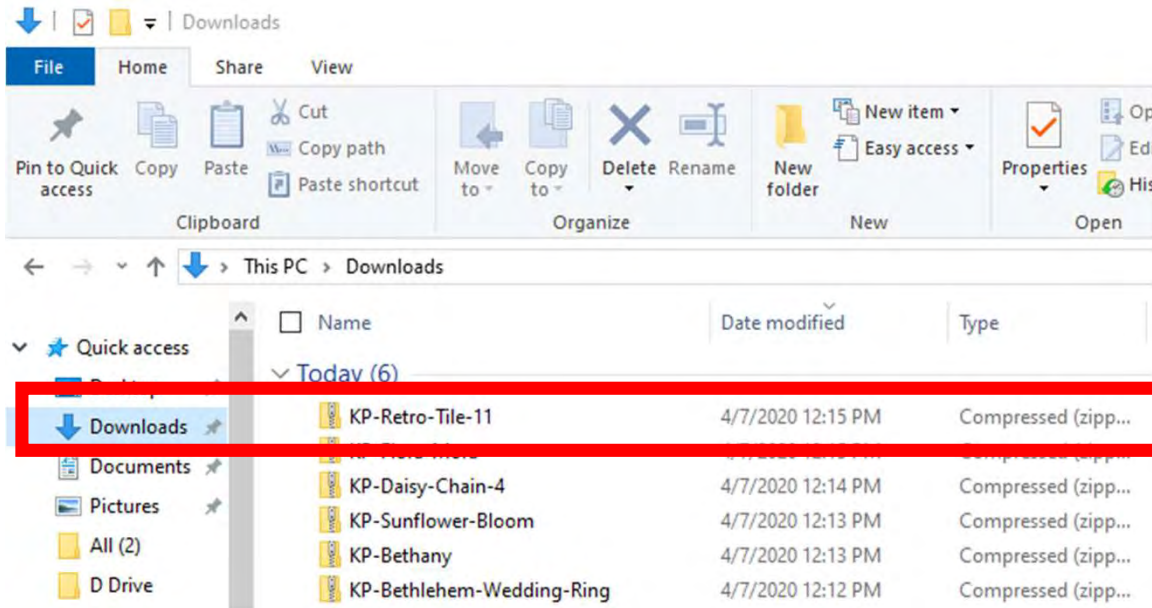 Downloads
File Home Share View
Pin to Quick access
Copy
Paste
Cut
Copy path
Paste shortcut
Clipboard
Move to
Copy to
Delete
Rename
Organize
New folder
New item
Easy access
New
Properties
Op
Ed
His
Open
This PC > Downloads
Quick access
Downloads
Documents
Pictures
All (2)
D Drive
Name Date modified Type
Today (6)
KP-Retro-Tile-11 4/7/2020 12:15 PM Compressed (zipp...
KP-Daisy-Chain-4 4/7/2020 12:14 PM Compressed (zipp...
KP-Sunflower-Bloom 4/7/2020 12:13 PM Compressed (zipp...
KP-Bethany 4/7/2020 12:13 PM Compressed (zipp...
KP-Bethlehem-Wedding-Ring 4/7/2020 12:12 PM Compressed (zipp...